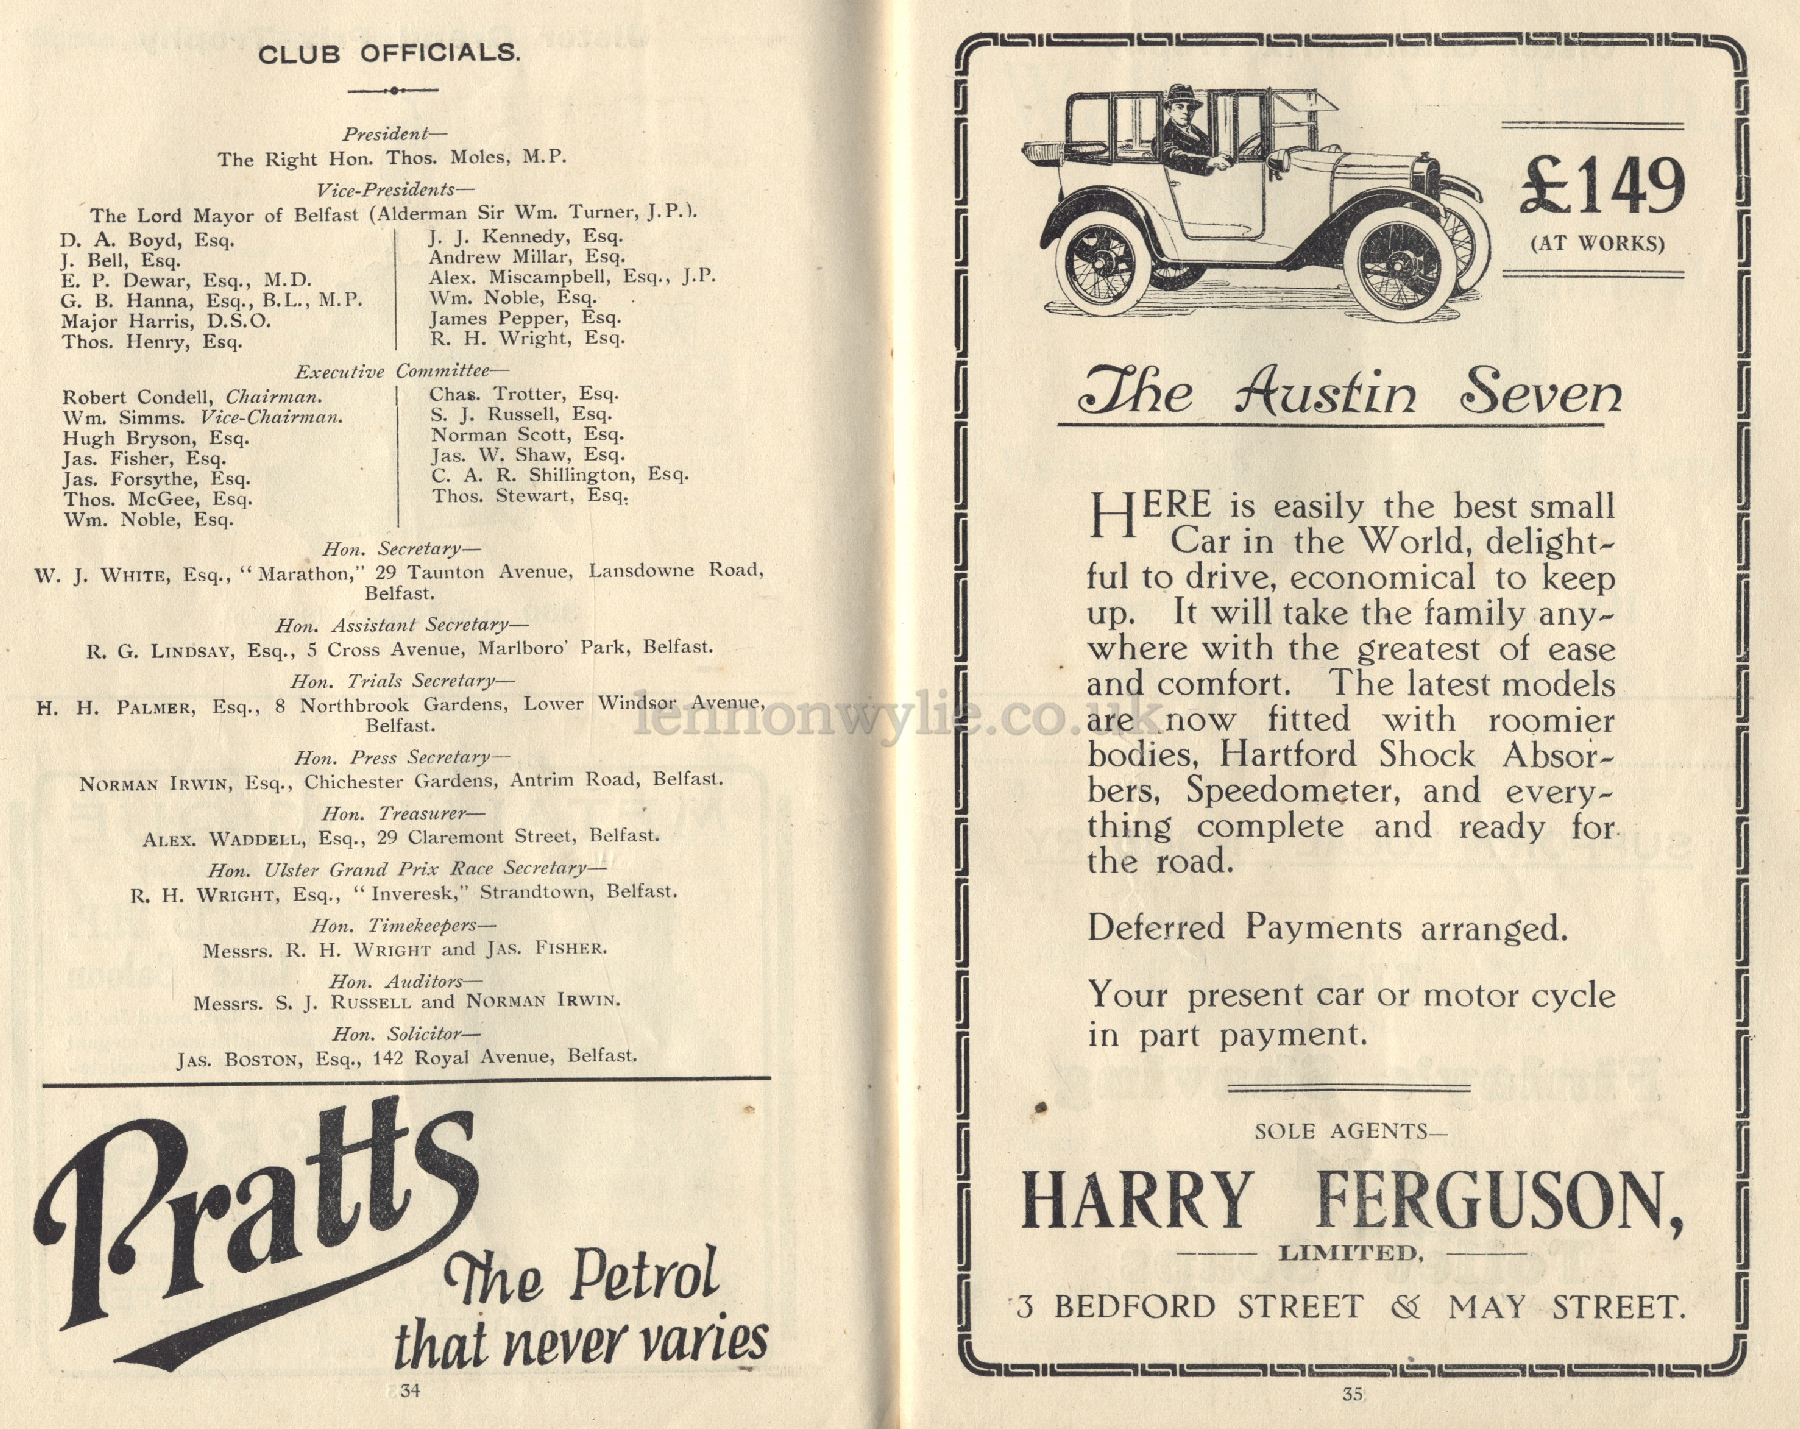 CLUB OFFICIALS.
President—
The Right Hon. Thos. Moles, M.P.
Vice-Presidents—
The Lord Mayor of Belfast (Alderman Sir Wm. Turner, J.P.).
D. A. Boyd, Esq.
J. Bell, Esq.
E. P. Dewar, Esq., M.D.
G. B. Hanna, Esq., B.L., M.P.
Major Harris, D.S.O.
Thos. Henry, Esq.
J. J. Kennedy, Esq.
Andrew Millar, Esq.
Alex. Miscampbell, Esq., J.P.
Wm. Noble, Esq.
James Pepper, Esq.
R. H. Wright, Esq.
Executive Committee—
Robert Condell, Chairman.
Wm. Simms. Vice-Chairman.
Hugh Bryson, Esq.
Jas. Fisher, Esq.
Jas. Forsythe, Esq.
Thos. McGee, Esq.
Wm. Noble, Esq.
Chas. Trotter, Esq.
S. J. Russell, Esq.
Norman Scott, Esq.
Jas. W. Shaw, Esq.
C. A. R. Shillington, Esq.
Thos. Stewart, Esq.
Hon. Secretary—
W. J. WHITE, Esq., "Marathon," 29 Taunton Avenue, Lansdowne Road,
Belfast.
Hon. Assistant Secretary—
R. G. LINDSAY, Esq., 5 Cross Avenue, Marlboro' Park, Belfast.
Hon. Trials Secretary—
H. H. PALMER, Esq., 8 Northbrook Gardens, Lower Windsor Avenue,
Belfast.
Hon. Press Secretary—
NORMAN IRWIN, Esq., Chichester Gardens, Antrim Road, Belfast.
Hon. Treasurer—
ALEX. WADDELL, Esq., 29 Claremont Street, Belfast.
Hon. Ulster Grand Prix Race Secretary—
R. H. WRIGHT, Esq., "Inveresk," Strandtown, Belfast.
Hon. Timekeepers—
Messrs. R. H. WRIGHT and JAS. FISHER.
Hon. Auditors—
Messrs. S. J. RUSSELL and NORMAN IRWIN.
Hon. Solicitor—
JAS. BOSTON, Esq., 142 Royal Avenue, Belfast.
Pratts
The Petrol
that never varies
34
£149
(AT WORKS)
The Austin Seven
HERE is easily the best small
Car in the World, delight-
ful to drive, economical to keep
up. It will take the family any-
where with the greatest of ease
and comfort. The latest models
are now fitted with roomier
bodies, Hartford Shock Absor-
bers, Speedometer, and every-
thing complete and ready for
the road.
Deferred Payments arranged.
Your present car or motor cycle
in part payment.
SOLE AGENTS—
HARRY FERGUSON,
LIMITED,
3 BEDFORD STREET & MAY STREET.
35
lennonwylie.co.uk